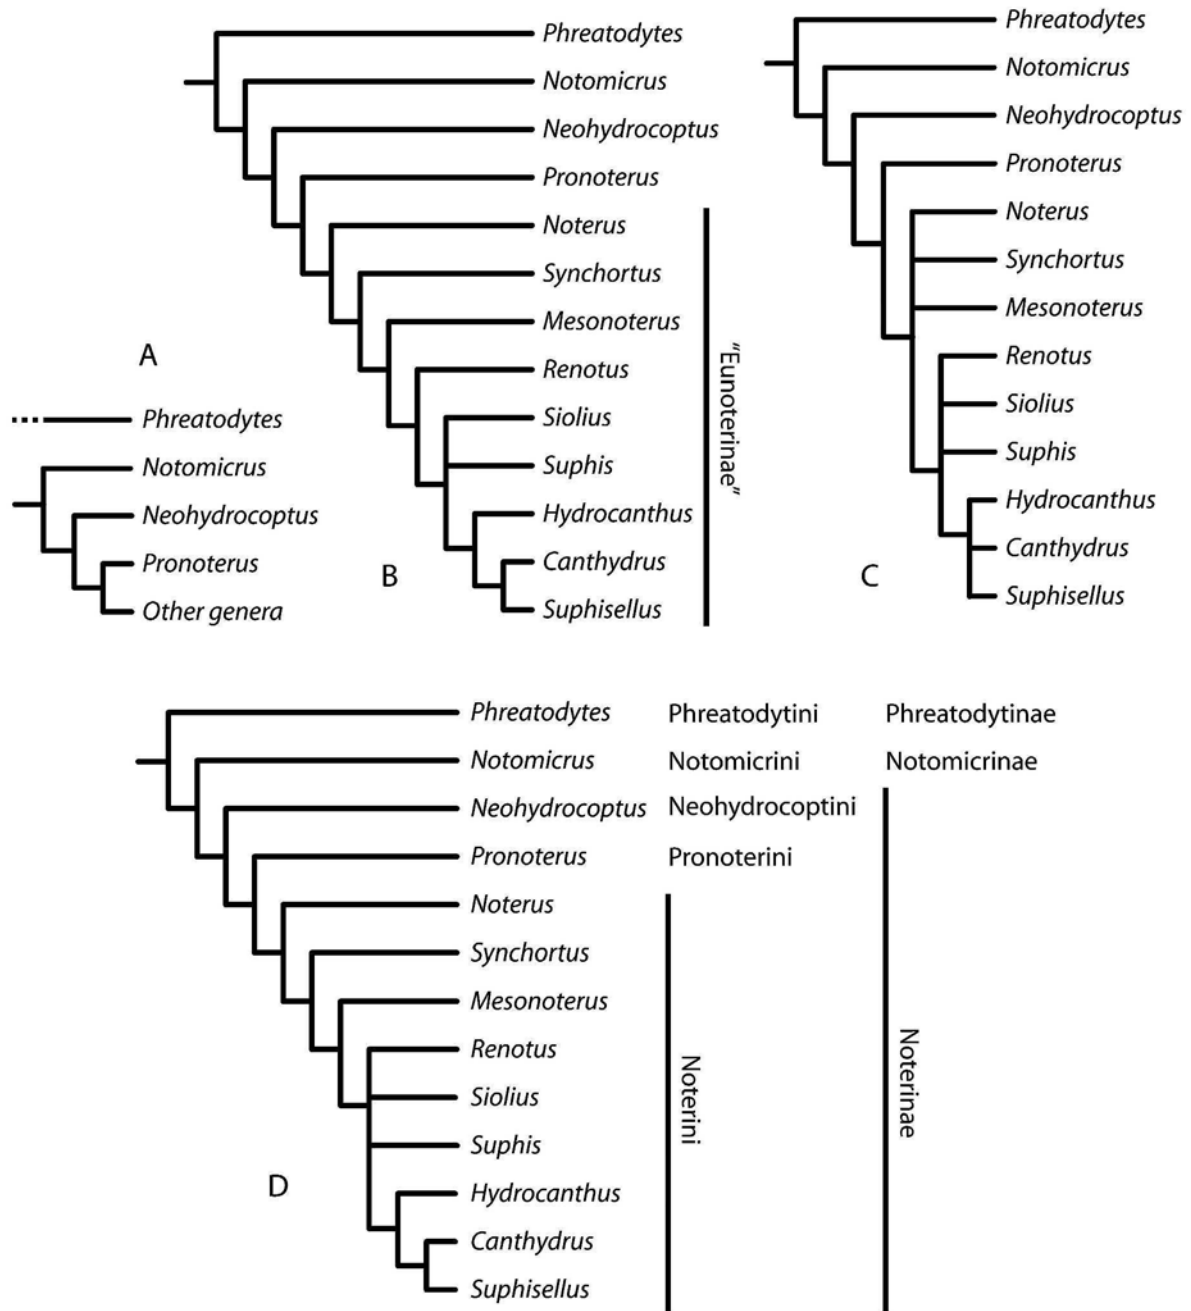 A
Phreatodytes
Notomicrus
Neohydrocoptus
Pronoterus
Other genera
B
Phreatodytes
Notomicrus
Neohydrocoptus
Pronoterus
Noterus
Synchortus
Mesonoterus
Renotus
Siolius
Suphis
Hydrocanthus
Canthydrus
Suphisellus
"Eunoterinae"
C
Phreatodytes
Notomicrus
Neohydrocoptus
Pronoterus
Noterus
Synchortus
Mesonoterus
Renotus
Siolius
Suphis
Hydrocanthus
Canthydrus
Suphisellus
D
Phreatodytes Phreatodytini Phreatodytinae
Notomicrus Notomicrini Notomicrinae
Neohydrocoptus Neohydrocoptini
Pronoterus Pronoterini
Noterus
Synchortus
Mesonoterus
Renotus
Siolius
Suphis
Hydrocanthus
Canthydrus
Suphisellus
Noterini
Noterinae